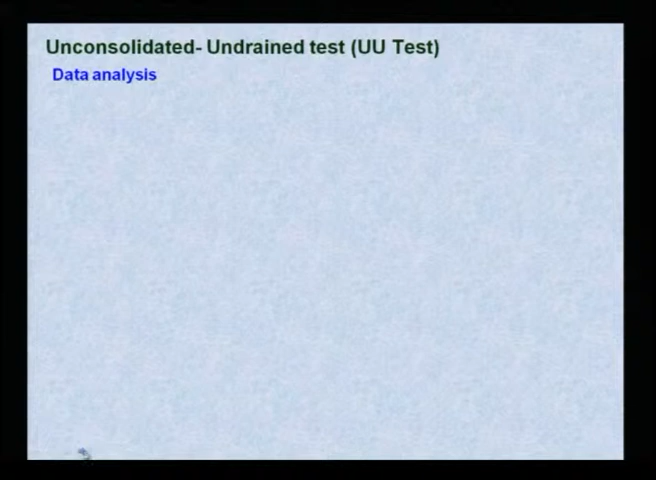 Unconsolidated- Undrained test (UU Test)
Data analysis